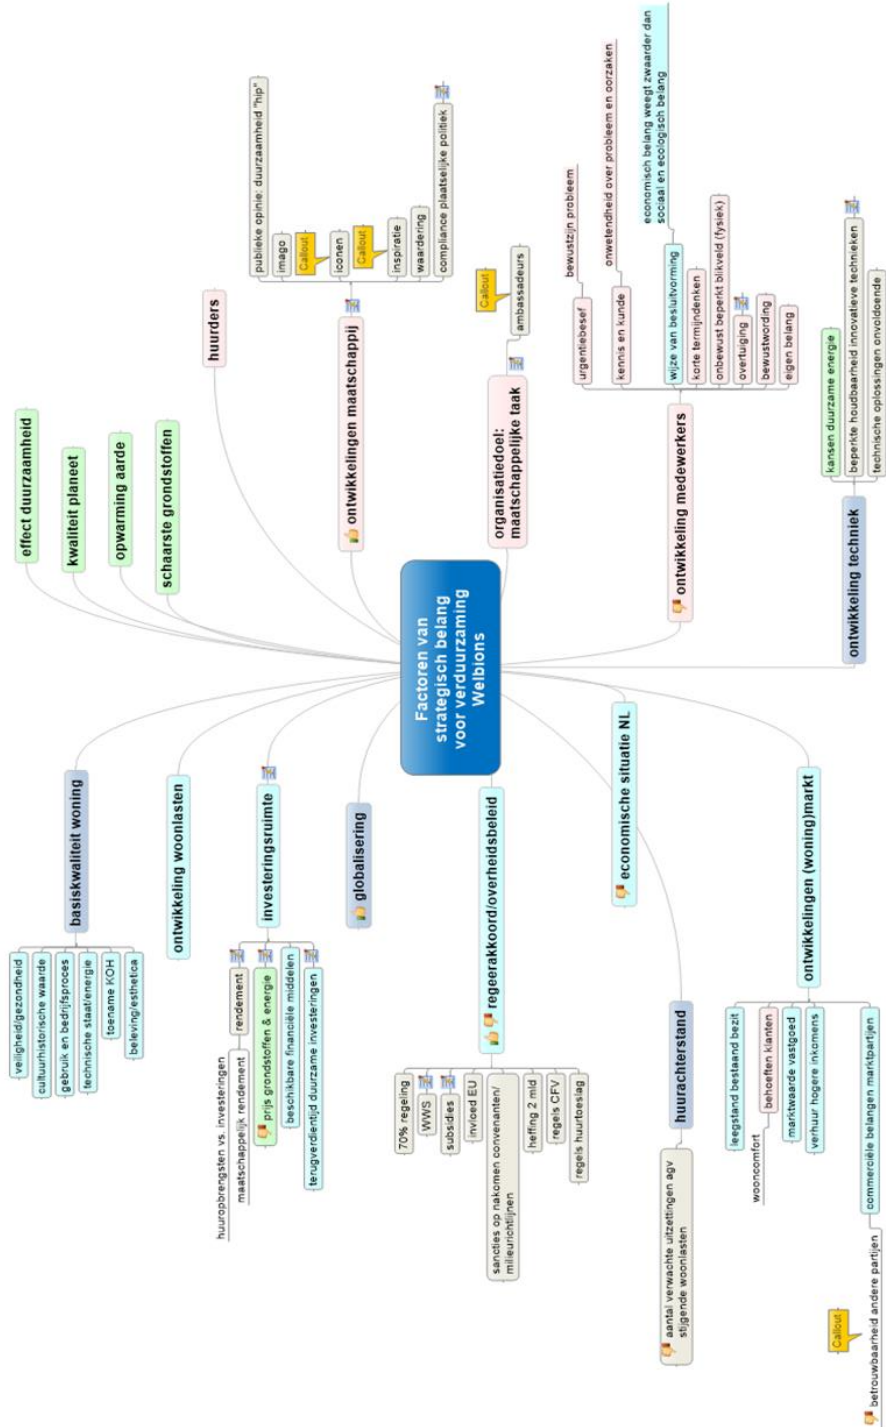 Factoren van
strategisch belang
voor verduurzaming
Welbions
effect duurzaamheid
kwaliteit planeet
opwarming aarde
schaarste grondstoffen
huurders
ontwikkelingen maatschappij
publieke opinie: duurzaamheid "hip"
imago
Callout
iconen
Callout
inspiratie
waardering
compliance plaatselijke politiek
organisatiedoel:
maatschappelijke taak
Callout
ambassadeurs
ontwikkeling medewerkers
urgentiebesef
bewustzijn probleem
kennis en kunde
onwetendheid over probleem en oorzaken
wijze van besluitvorming
economisch belang weegt zwaarder dan
sociaal en ecologisch belang
korte termijndenken
onbewust beperkt blikveld (fysiek)
overtuiging
bewustwording
eigen belang
ontwikkeling techniek
kansen duurzame energie
beperkte houdbaarheid innovatieve technieken
technische oplossingen onvoldoende
basiskwaliteit woning
veiligheid/gezondheid
cultuurhistorische waarde
gebruik en bedrijfsproces
technische staat/energie
toename KOH
beleving/esthetica
ontwikkeling woonlasten
investeringsruimte
rendement
huuropbrengsten vs. investeringen
maatschappelijk rendement
prijs grondstoffen & energie
beschikbare financiële middelen
terugverdientijd duurzame investeringen
globalisering
regeerakkoord/overheidsbeleid
70% regeling
WWS
subsidies
invloed EU
sancties op nakomen convenanten/
milieurichtlijnen
heffing 2 mld
regels CFV
regels huurtoeslag
economische situatie NL
huurachterstand
aantal verwachte uitzettingen agv
stijgende woonlasten
ontwikkelingen (woning)markt
leegstand bestaand bezit
behoeften klanten
wooncomfort
marktwaarde vastgoed
verhuur hogere inkomens
commerciële belangen marktpartijen
Callout
betrouwbaarheid andere partijen